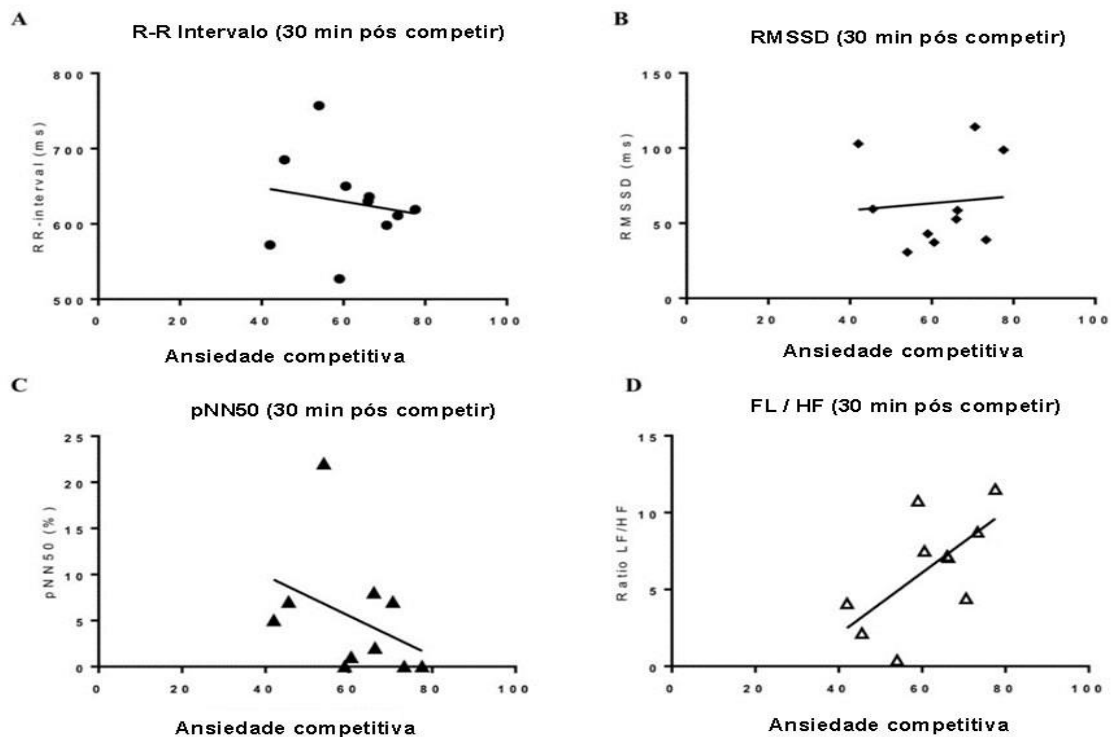 A
R-R Intervalo (30 min pós competir)
800
700
600
500
RR-interval (ms)
0 20 40 60 80 100
Ansiedade competitiva
B
RMSSD (30 min pós competir)
150
100
50
0
RMSSD (ms)
0 20 40 60 80 100
Ansiedade competitiva
C
pNN50 (30 min pós competir)
25
20
15
10
5
0
pNN50 (%)
0 20 40 60 80 100
Ansiedade competitiva
D
FL / HF (30 min pós competir)
15
10
5
0
Ratio LF/HF
0 20 40 60 80 100
Ansiedade competitiva